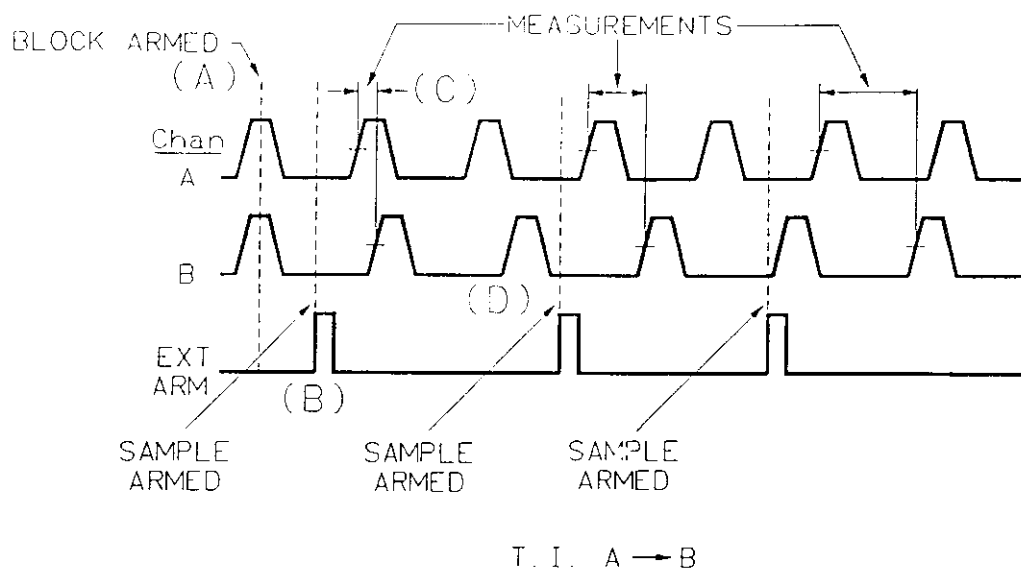 MEASUREMENTS
BLOCK ARMED
(A)
(C)
Chan
A
B
(D)
EXT
ARM
(B)
SAMPLE
ARMED
SAMPLE
ARMED
SAMPLE
ARMED
T. I. A → B